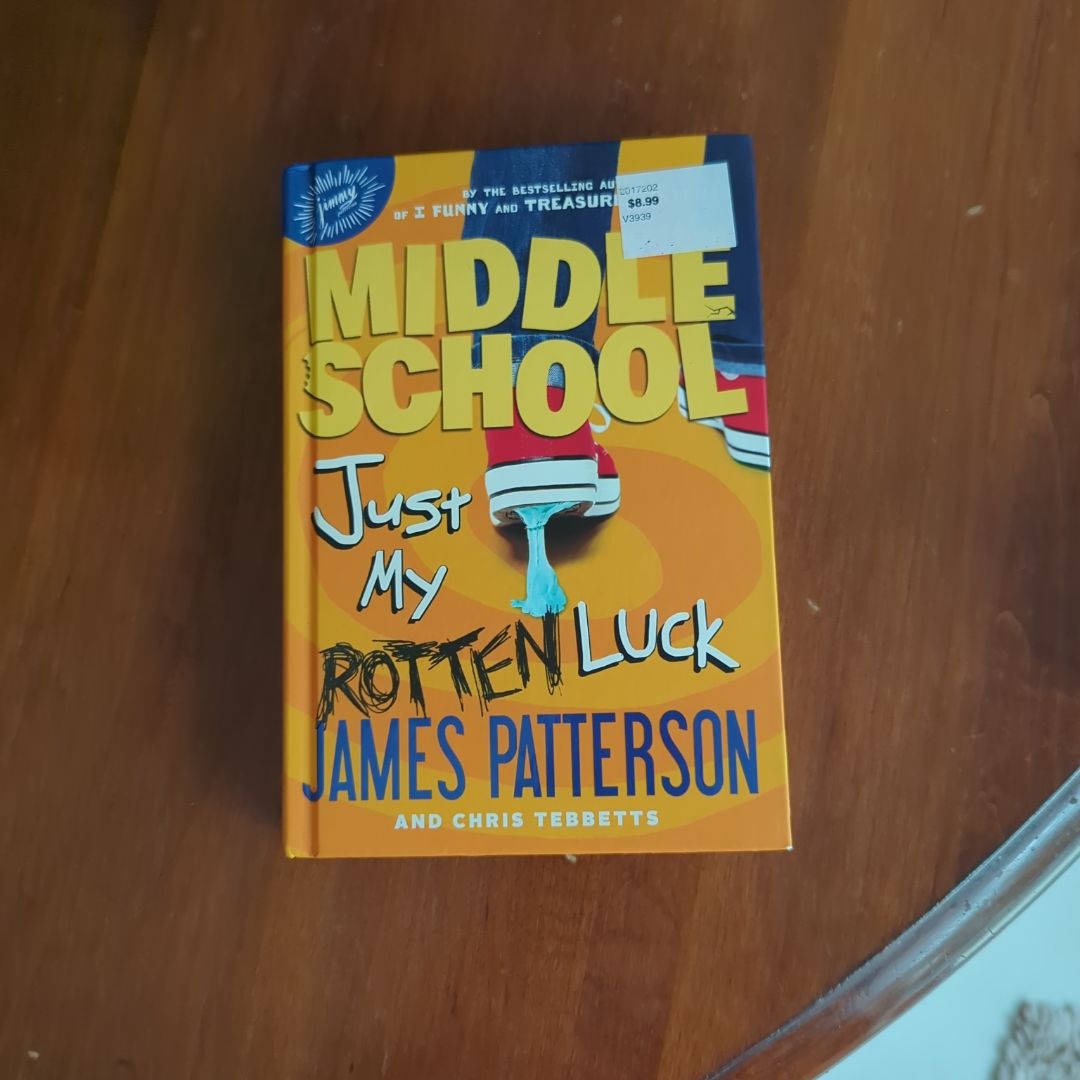 jimmy
BY THE BESTSELLING AU
OF I FUNNY AND TREASUR
2017202
$8.99
V3939
MIDDLE
SCHOOL
Just
My
ROTTEN LUCK
JAMES PATTERSON
AND CHRIS TEBBETTS